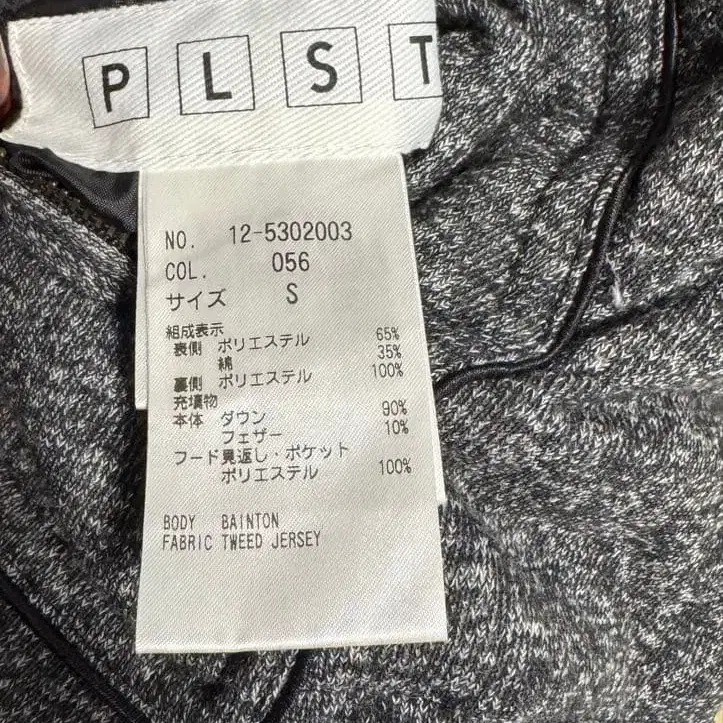 PLST
NO. 12-5302003
COL. 056
サイズ S
組成表示
表側 ポリエステル 65%
綿 35%
裏側 ポリエステル 100%
充填物
本体 ダウン 90%
フェザー 10%
フード見返し・ポケット
ポリエステル 100%
BODY BAINTON
FABRIC TWEED JERSEY